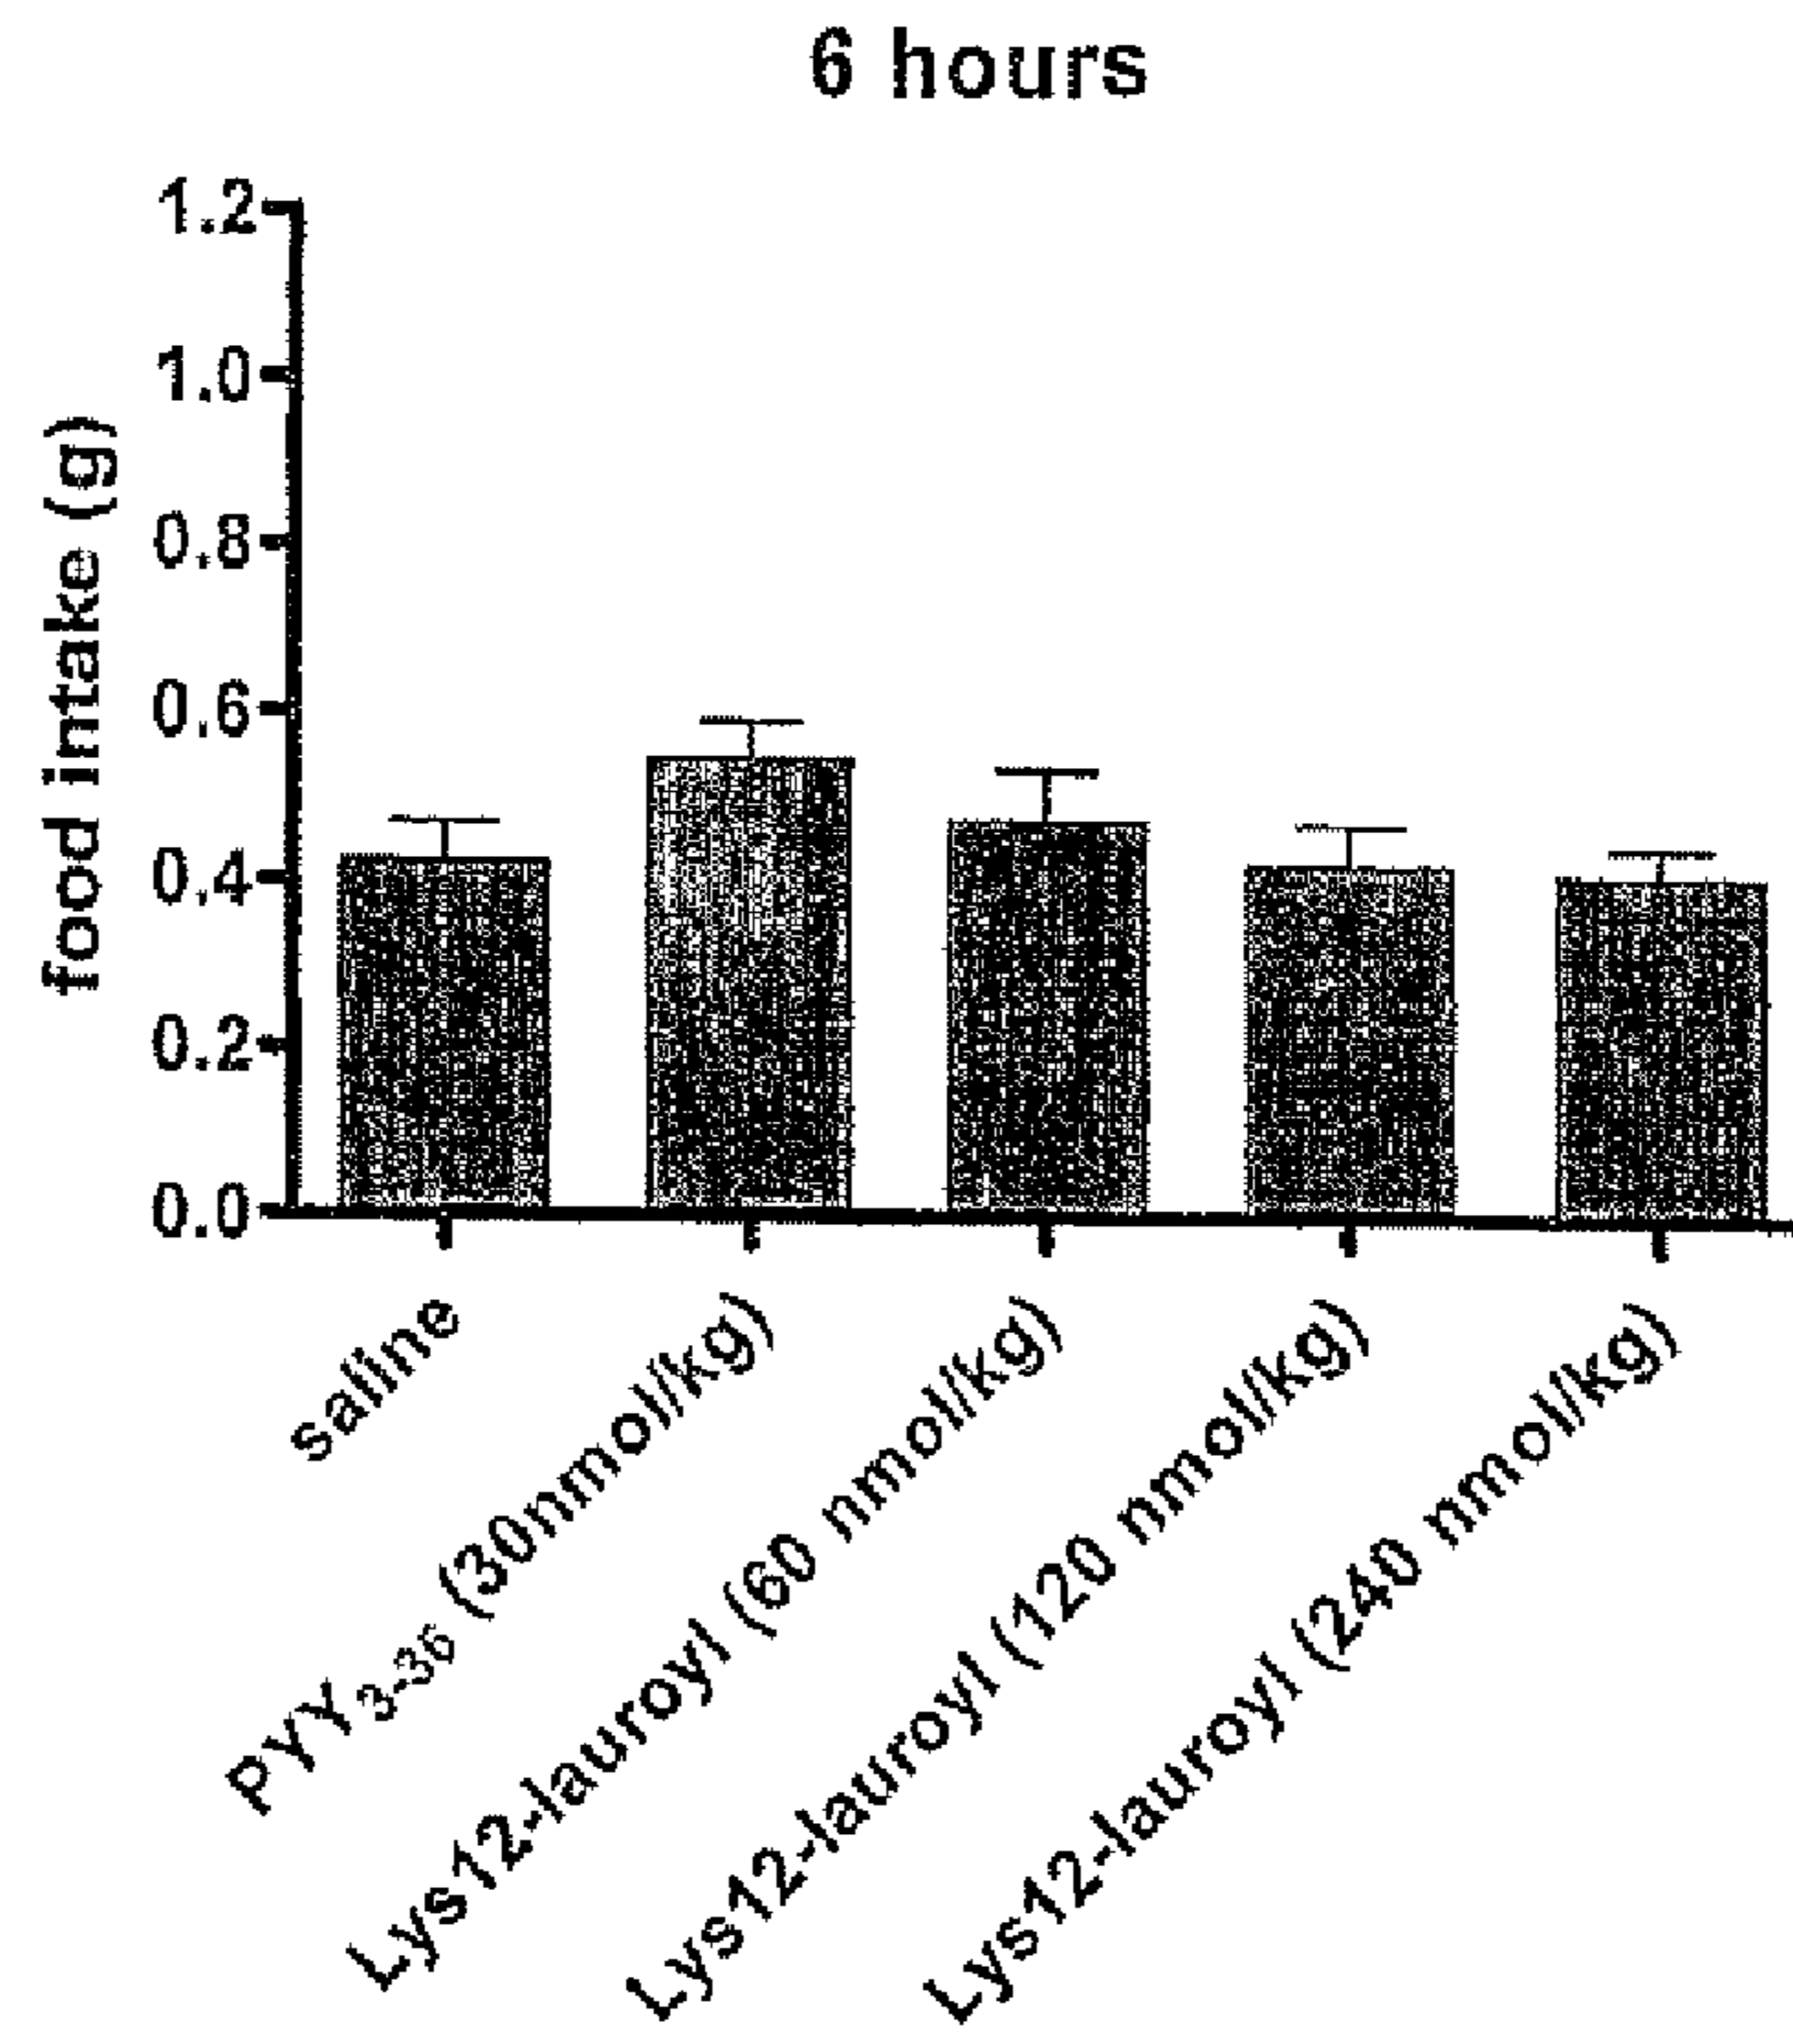 6 hours
1.2
1.0
0.8
0.6
0.4
0.2
0.0
food intake (g)
saline
PYY3-36 (30nmol/kg)
Lys12-lauroyl (60 nmol/kg)
Lys12-lauroyl (120 nmol/kg)
Lys12-lauroyl (240 nmol/kg)